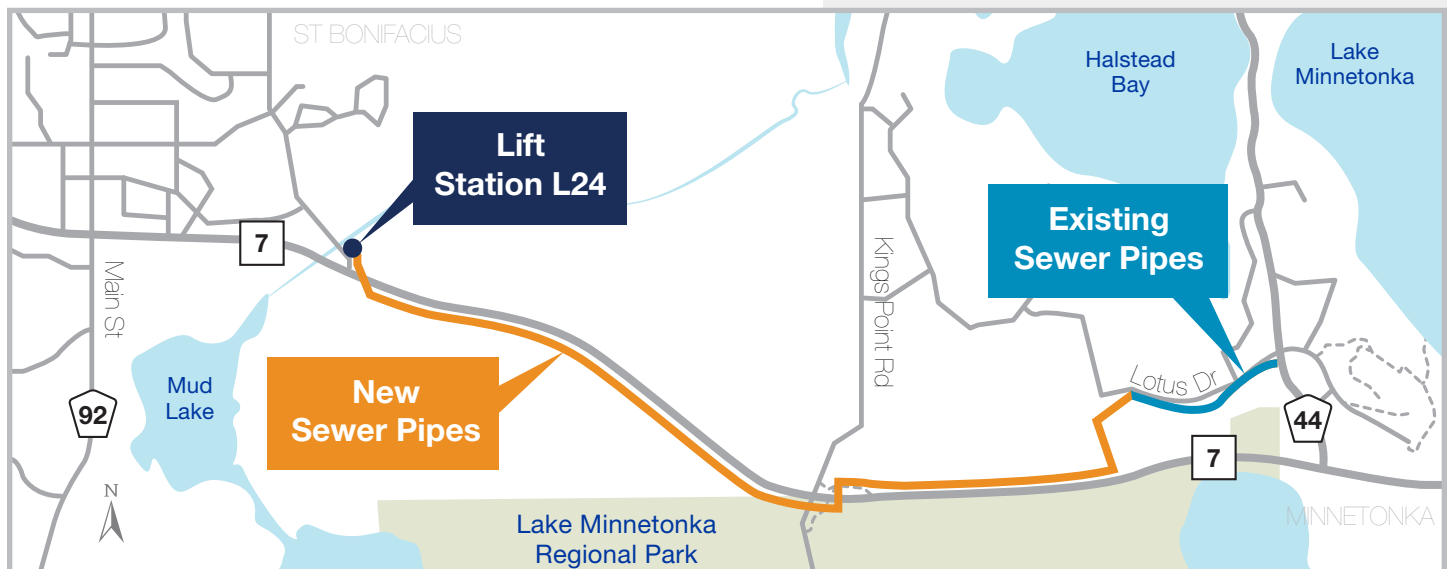 ST BONIFACIUS
Halstead
Bay
Lake
Minnetonka
Lift
Station L24
Existing
Sewer Pipes
7
Main St
Kings Point Rd
New
Sewer Pipes
Mud
Lake
Lotus Dr
92
44
7
N
Lake Minnetonka
Regional Park
MINNETONKA